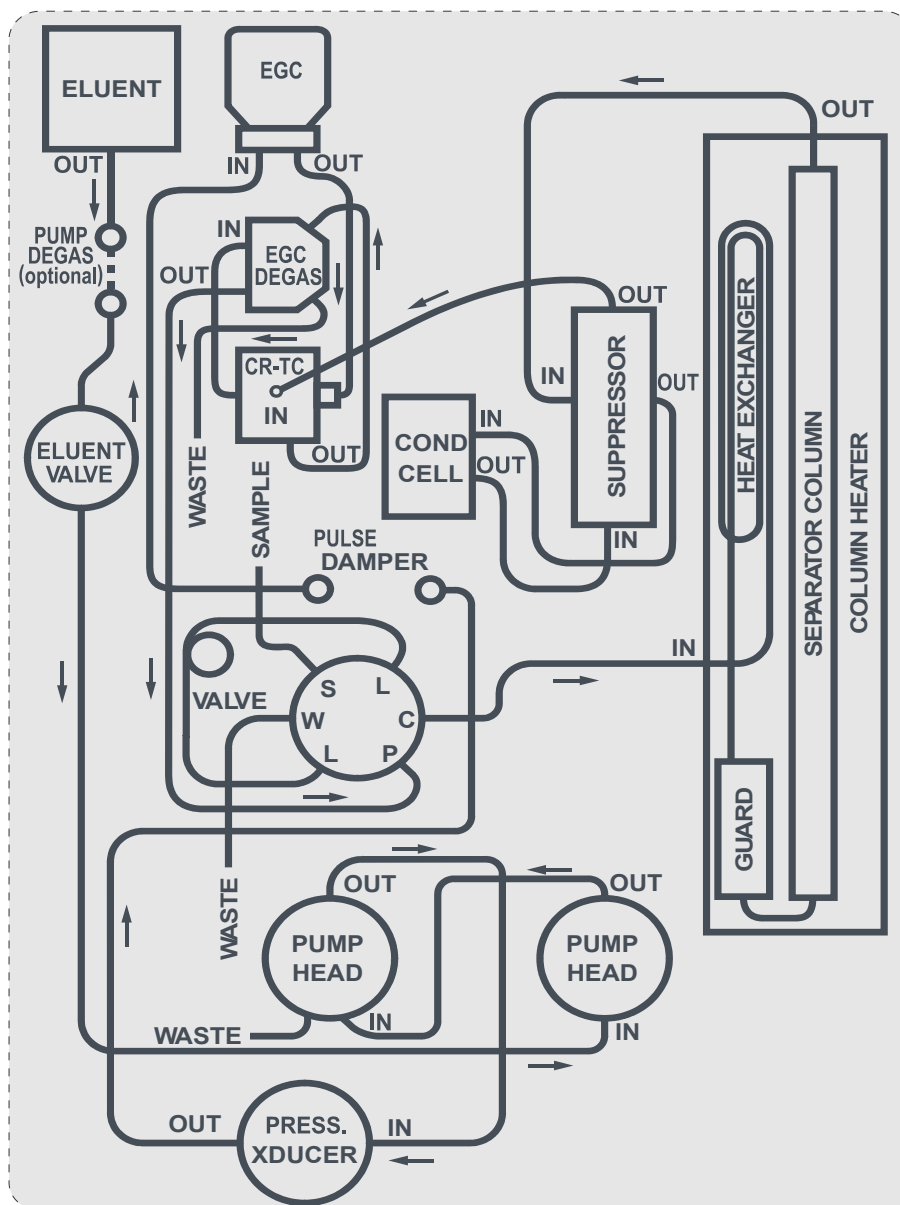 ELUENT
OUT
PUMP
DEGAS
(optional)
ELUENT
VALVE
EGC
IN
OUT
IN
OUT
EGC
DEGAS
CR-TC
IN
OUT
WASTE
SAMPLE
COND
CELL
IN
OUT
SUPPRESSOR
IN
OUT
OUT
IN
OUT
HEAT EXCHANGER
SEPARATOR COLUMN
COLUMN HEATER
IN
GUARD
PULSE
DAMPER
VALVE
S
L
W
C
L
P
WASTE
OUT
PUMP
HEAD
IN
WASTE
OUT
PUMP
HEAD
IN
OUT
PRESS.
XDUCER
IN